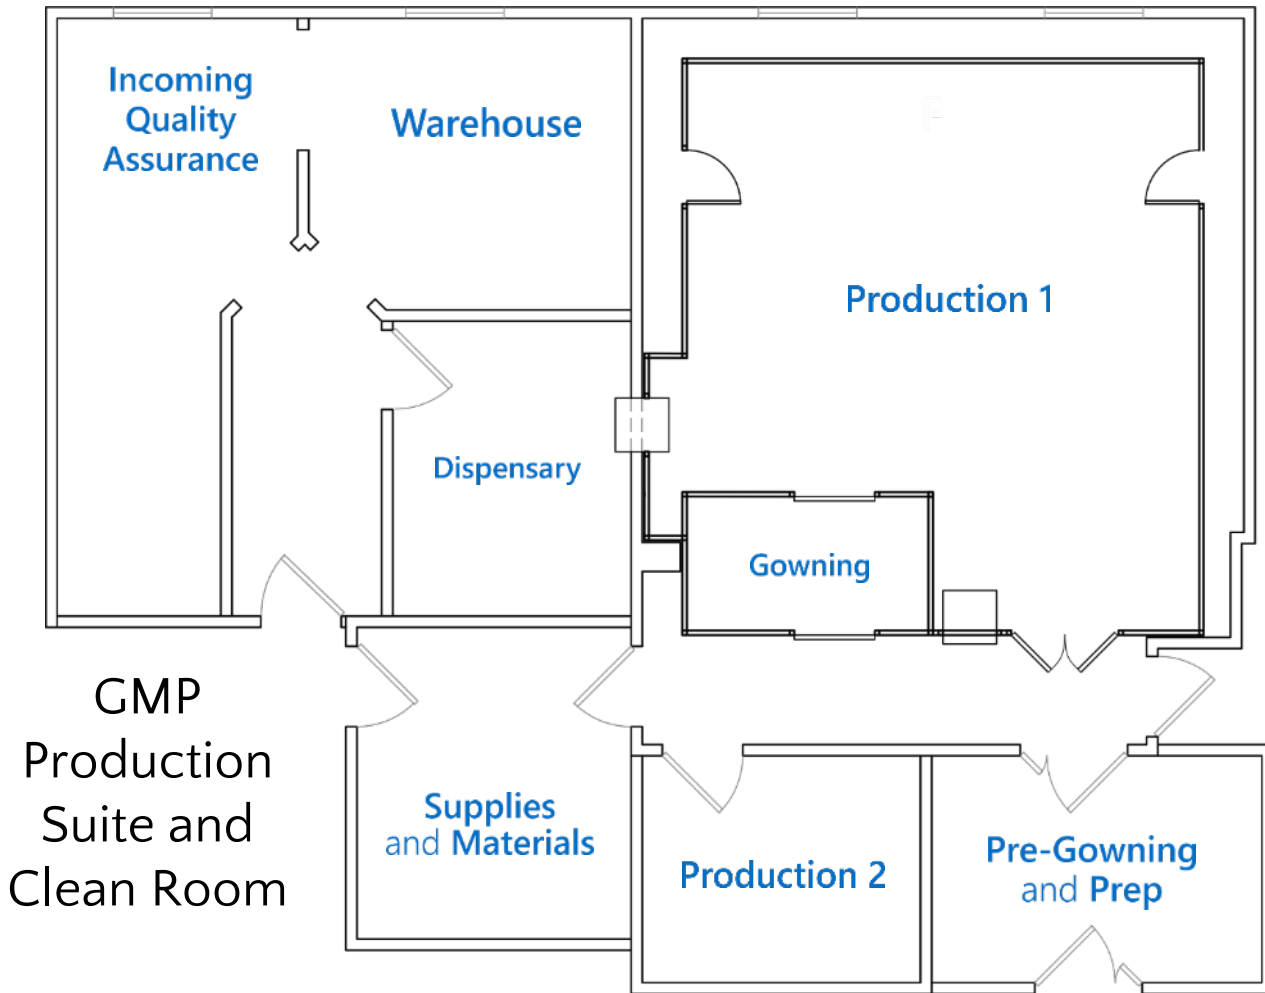 Incoming
Quality
Assurance
Warehouse
Production 1
Dispensary
Gowning
GMP
Production
Suite and
Clean Room
Supplies
and Materials
Production 2
Pre-Gowning
and Prep